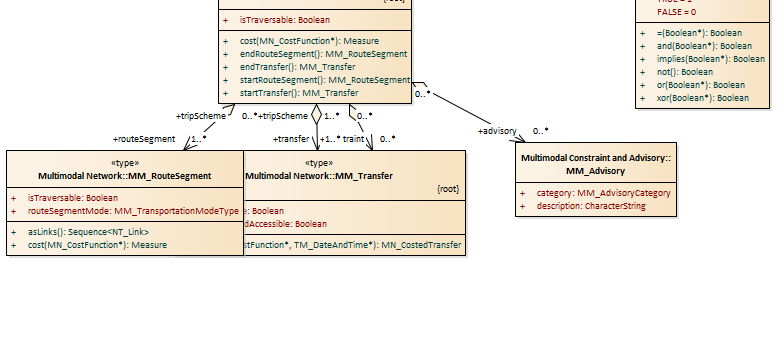 {root}
+ isTraversable: Boolean
+ cost(MN_CostFunction*): Measure
+ endRouteSegment(): MM_RouteSegment
+ endTransfer(): MM_Transfer
+ startRouteSegment(): MM_RouteSegment
+ startTransfer(): MM_Transfer
FALSE = 0
+ =(Boolean*): Boolean
+ and(Boolean*): Boolean
+ implies(Boolean*): Boolean
+ not(): Boolean
+ or(Boolean*): Boolean
+ xor(Boolean*): Boolean
0..*
+tripScheme 0..*+tripScheme 1..* 0..*
+routeSegment 1..* +transfer +1..* traint 0..*
+advisory 0..*
«type»
Multimodal Network::MM_RouteSegment
+ isTraversable: Boolean
+ routeSegmentMode: MM_TransportationModeType
+ asLinks(): Sequence<NT_Link>
+ cost(MN_CostFunction*): Measure
«type»
Multimodal Network::MM_Transfer
{root}
e: Boolean
dAccessible: Boolean
stFunction*, TM_DateAndTime*): MN_CostedTransfer
Multimodal Constraint and Advisory::
MM_Advisory
+ category: MM_AdvisoryCategory
+ description: CharacterString